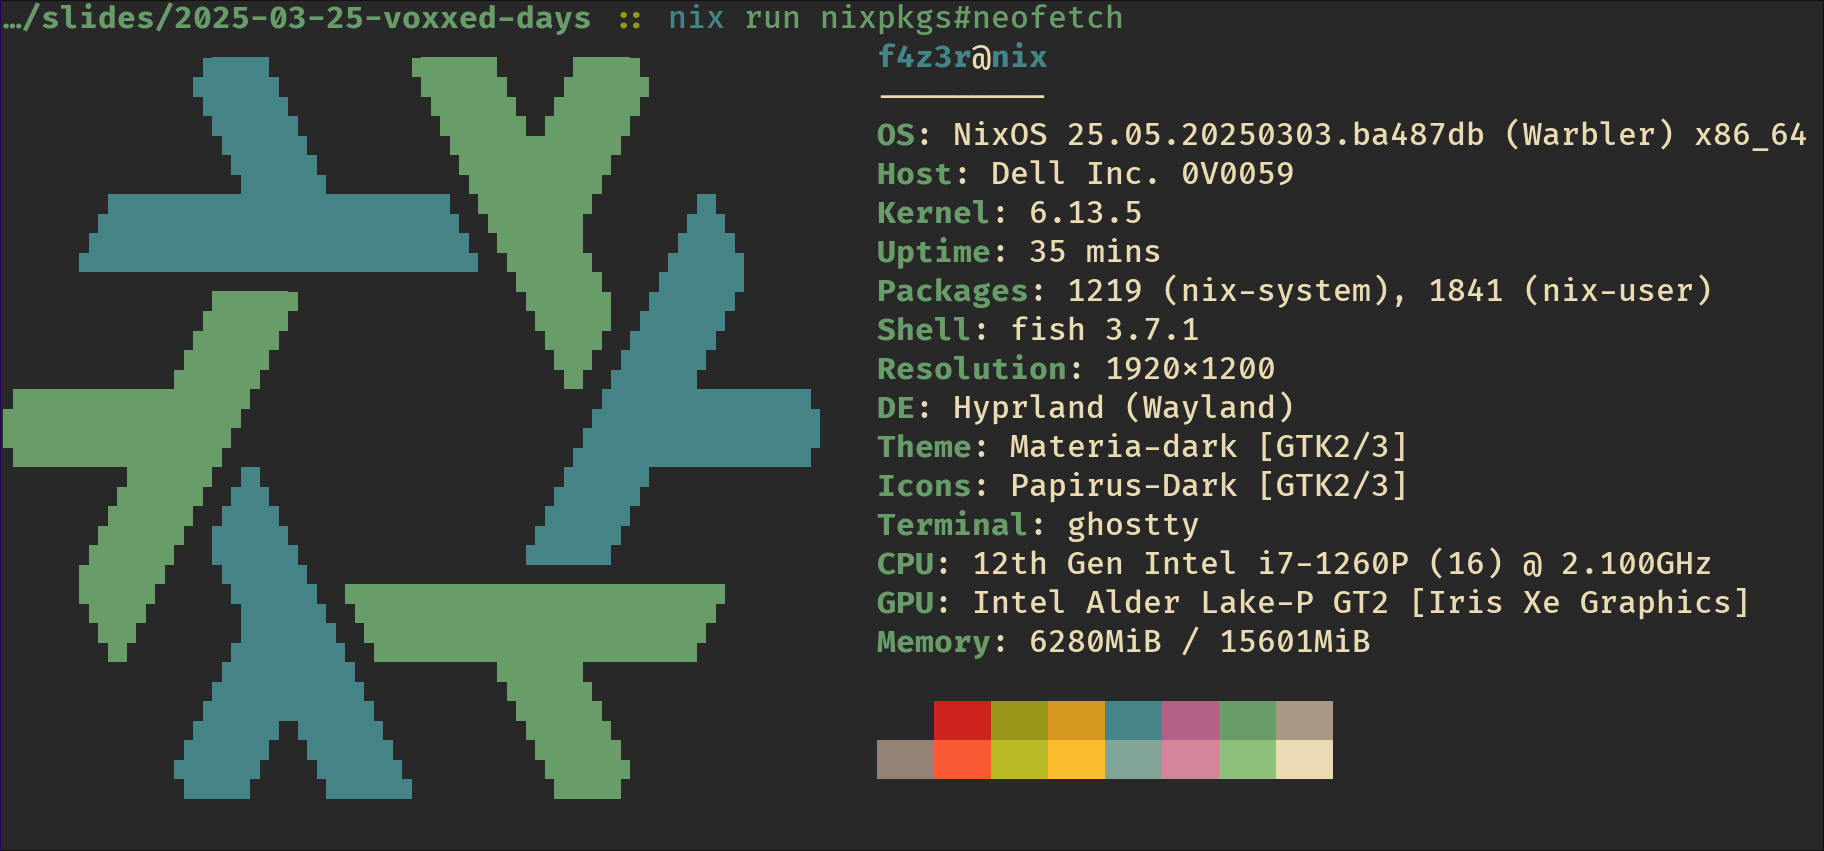 …/slides/2025-03-25-voxxed-days :: nix run nixpkgs#neofetch
f4z3r@nix
─────────
OS: NixOS 25.05.20250303.ba487db (Warbler) x86_64
Host: Dell Inc. 0V0059
Kernel: 6.13.5
Uptime: 35 mins
Packages: 1219 (nix-system), 1841 (nix-user)
Shell: fish 3.7.1
Resolution: 1920×1200
DE: Hyprland (Wayland)
Theme: Materia-dark [GTK2/3]
Icons: Papirus-Dark [GTK2/3]
Terminal: ghostty
CPU: 12th Gen Intel i7-1260P (16) @ 2.100GHz
GPU: Intel Alder Lake-P GT2 [Iris Xe Graphics]
Memory: 6280MiB / 15601MiB